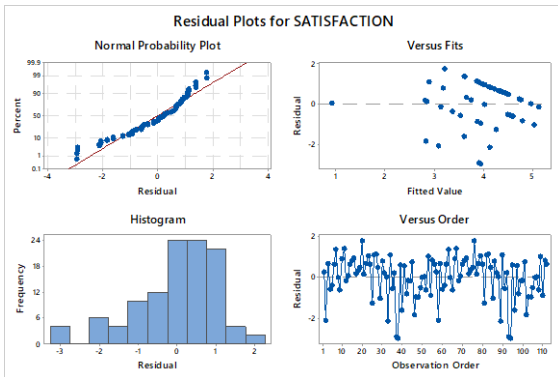 Residual Plots for SATISFACTION
Normal Probability Plot
99.9
99
90
50
10
1
0.1
Percent
-4 -2 0 2 4
Residual
Versus Fits
2
0
-2
Residual
1 2 3 4 5
Fitted Value
Histogram
24
18
12
6
0
Frequency
-3 -2 -1 0 1 2
Residual
Versus Order
2
0
-2
Residual
1 10 20 30 40 50 60 70 80 90 100 110
Observation Order